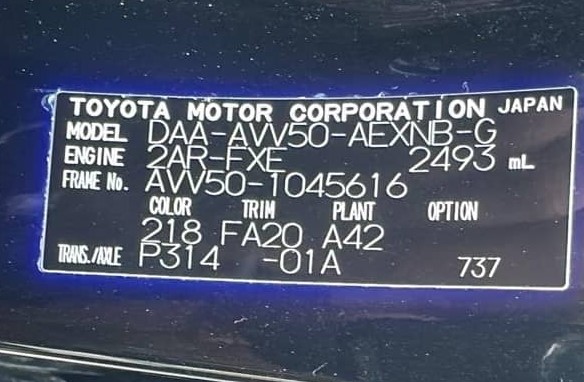 TOYOTA MOTOR CORPORATION JAPAN
MODEL DAA-AVV50-AEXNB-G
ENGINE 2AR-FXE 2493 mL
FRAME No. AVV50-1045616
COLOR TRIM PLANT OPTION
218 FA20 A42
TRANS./AXLE P314 -01A 737